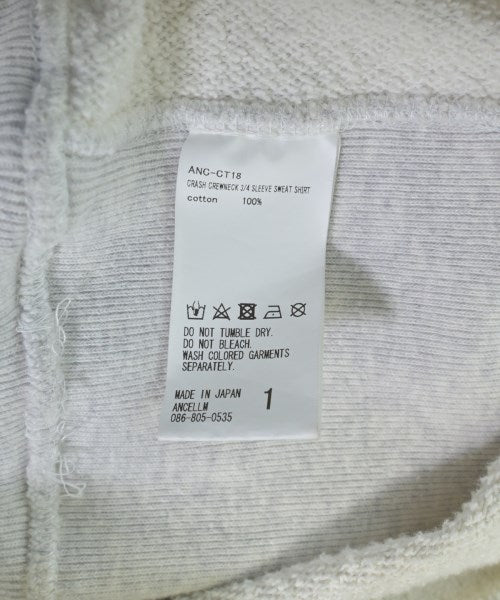 ANC-CT18
CRASH CREWNECK 3/4 SLEEVE SWEAT SHIRT
cotton 100%
DO NOT TUMBLE DRY.
DO NOT BLEACH.
WASH COLORED GARMENTS
SEPARATELY.
MADE IN JAPAN
ANCELLM
086-805-0535
1